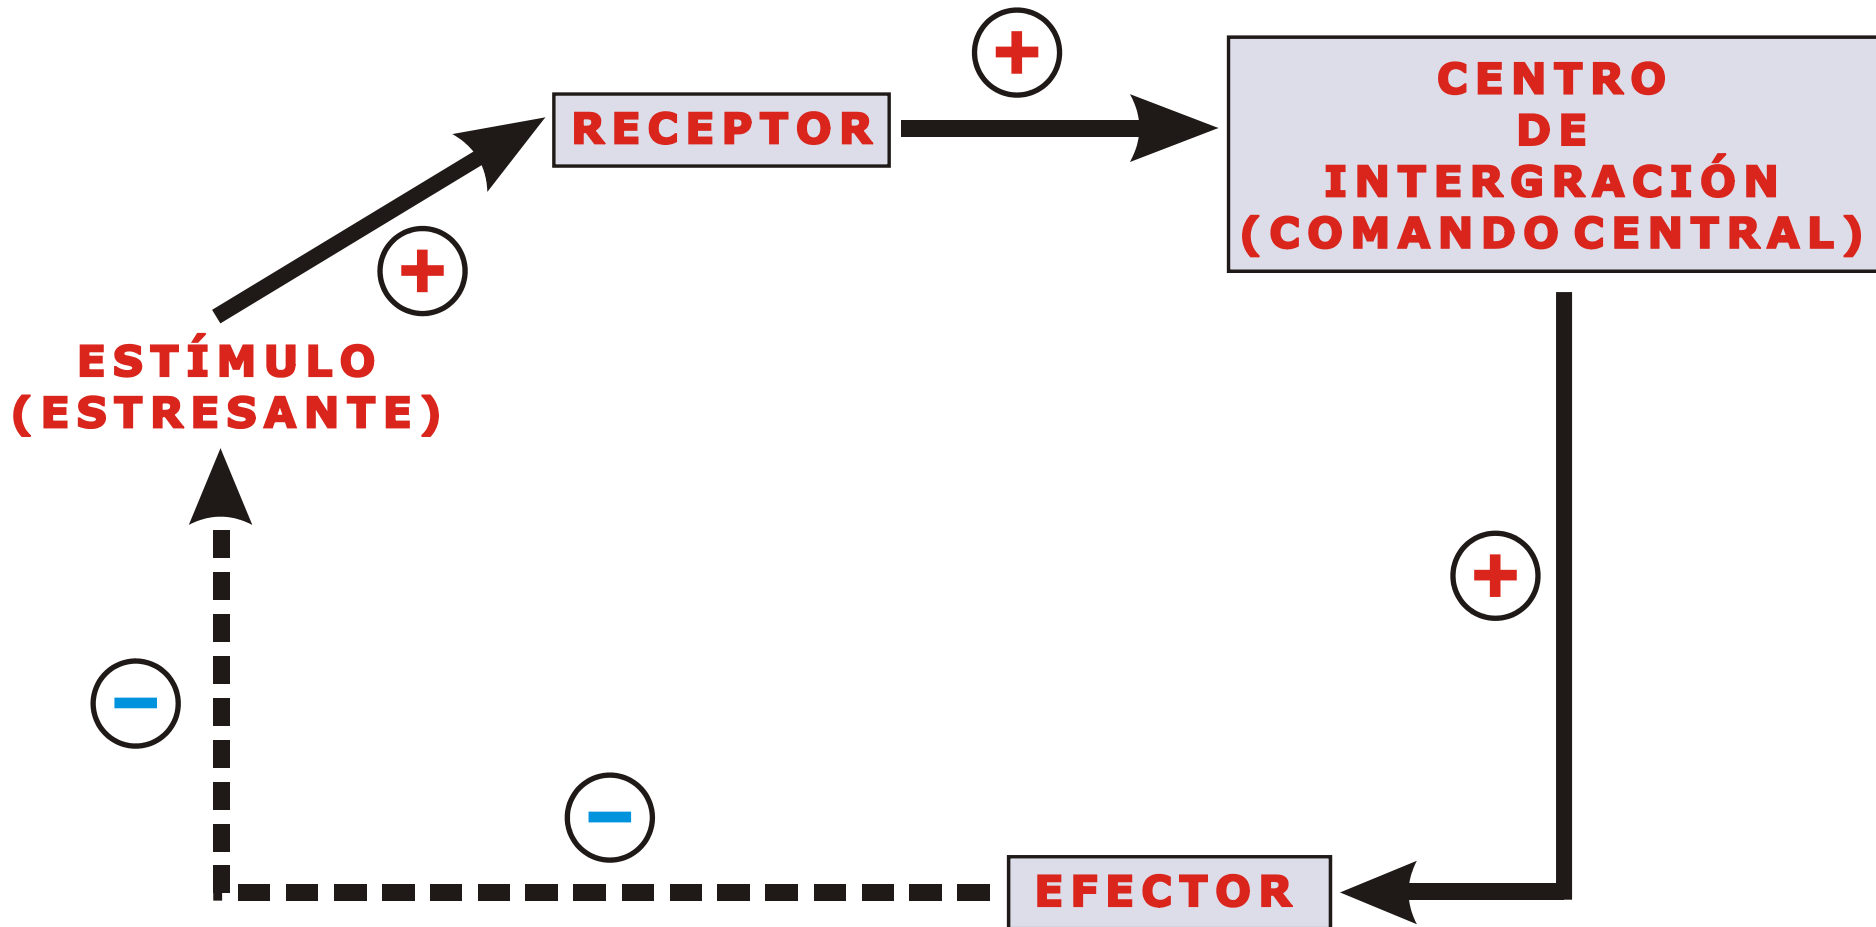 +
CENTRO
DE
INTERGRACIÓN
(COMANDO CENTRAL)
RECEPTOR
+
ESTÍMULO
(ESTRESANTE)
+
−
−
EFECTOR